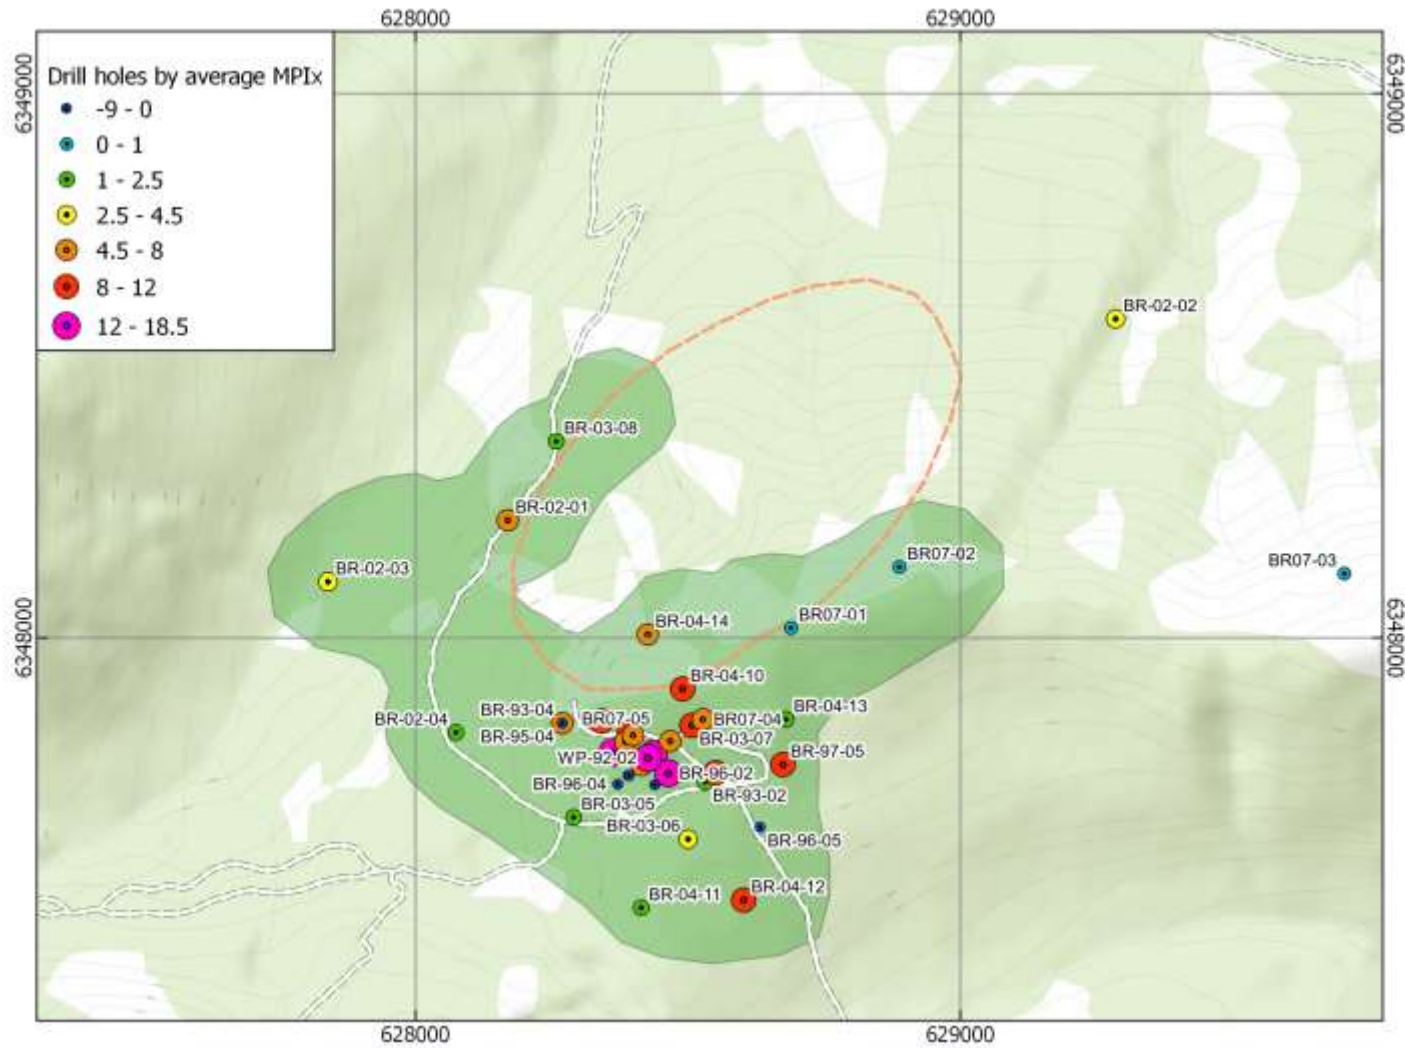 628000
629000
6349000
6349000
Drill holes by average MPIx
-9 - 0
0 - 1
1 - 2.5
2.5 - 4.5
4.5 - 8
8 - 12
12 - 18.5
BR-02-02
BR-03-08
BR-02-01
BR-02-03
BR07-02
BR07-03
BR07-01
BR-04-14
6348000
6348000
BR-04-10
BR-93-04
BR07-05
BR07-04
BR-04-13
BR-02-04
BR-95-04
BR-03-07
WP-92-02
BR-97-05
BR-96-02
BR-96-04
BR-93-02
BR-03-05
BR-03-06
BR-96-05
BR-04-11
BR-04-12
628000
629000